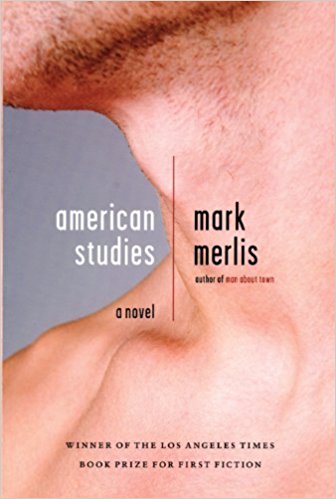 american
studies
a novel
mark
merlis
author of man about town
WINNER OF THE LOS ANGELES TIMES
BOOK PRIZE FOR FIRST FICTION